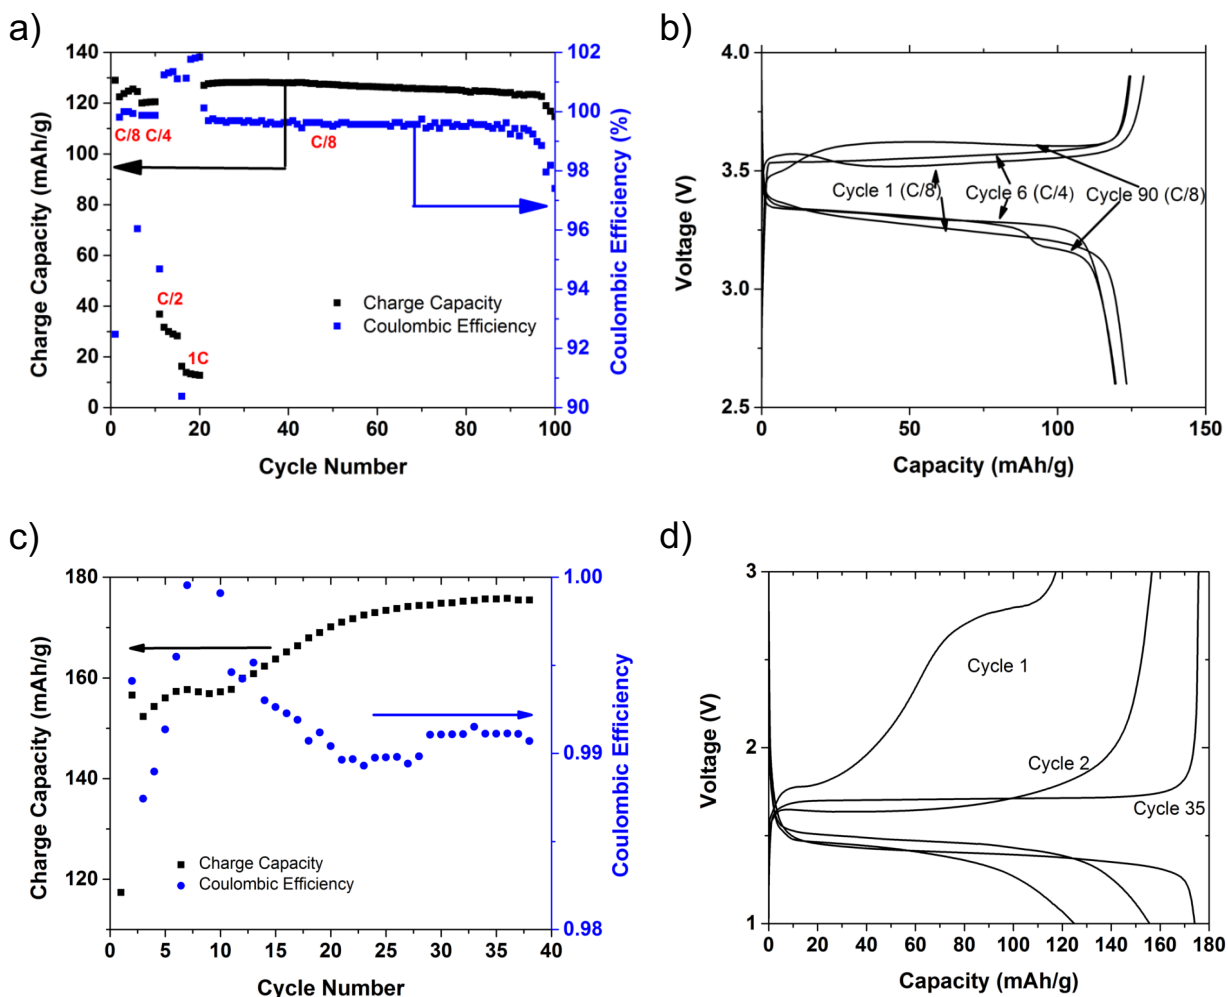 a)
140
120
100
80
60
40
20
0
Charge Capacity (mAh/g)
0 20 40 60 80 100
Cycle Number
102
100
98
96
94
92
90
Coulombic Efficiency (%)
C/8 C/4
C/8
C/2
1C
Charge Capacity
Coulombic Efficiency
b)
4.0
3.5
3.0
2.5
Voltage (V)
0 50 100 150
Capacity (mAh/g)
Cycle 1 (C/8)
Cycle 6 (C/4)
Cycle 90 (C/8)
c)
180
160
140
120
Charge Capacity (mAh/g)
0 5 10 15 20 25 30 35 40
Cycle Number
1.00
0.99
0.98
Coulombic Efficiency
Charge Capacity
Coulombic Efficiency
d)
3
2
1
Voltage (V)
0 20 40 60 80 100 120 140 160 180
Capacity (mAh/g)
Cycle 1
Cycle 2
Cycle 35